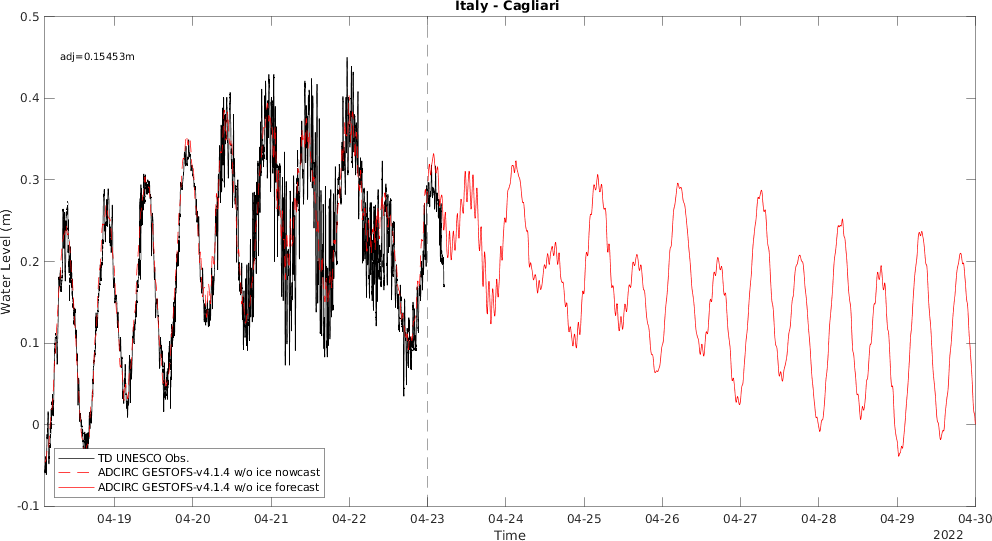 Italy - Cagliari
0.5
adj=0.15453m
0.4
0.3
0.2
0.1
0
-0.1
Water Level (m)
TD UNESCO Obs.
ADCIRC GESTOFS-v4.1.4 w/o ice nowcast
ADCIRC GESTOFS-v4.1.4 w/o ice forecast
04-19 04-20 04-21 04-22 04-23 04-24 04-25 04-26 04-27 04-28 04-29 04-30
Time
2022